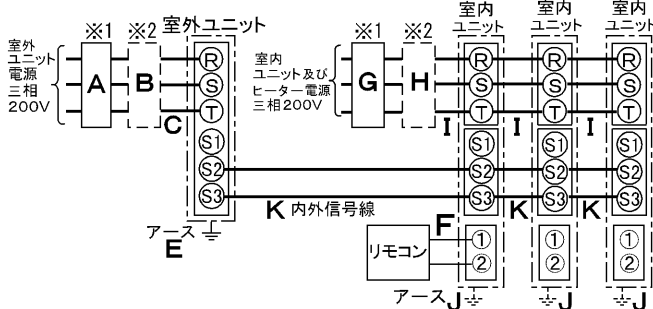 ※1 ※2 室外ユニット
室外
ユニット
電源
三相
200V
A
B
C
R
S
T
S1
S2
S3
アース
E
※1 ※2
室内
ユニット及び
ヒーター電源
三相200V
G
H
室内
ユニット
室内
ユニット
室内
ユニット
R R R
S S S
T T T
I I I
S1 S1 S1
S2 S2 S2
S3 S3 S3
K 内外信号線
K K
F
リモコン
① ① ①
② ② ②
アース J J J